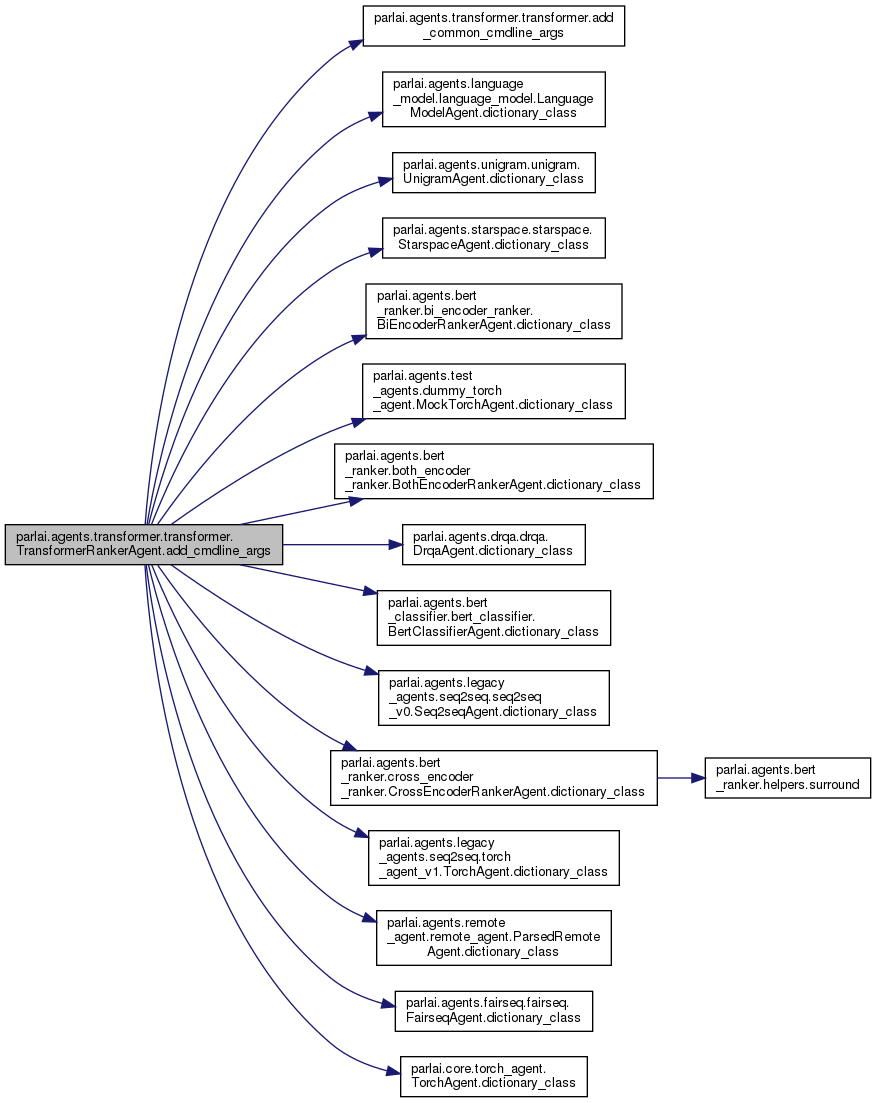 parlai.agents.transformer.transformer.add
_common_cmdline_args
parlai.agents.language
_model.language_model.Language
ModelAgent.dictionary_class
parlai.agents.unigram.unigram.
UnigramAgent.dictionary_class
parlai.agents.starspace.starspace.
StarspaceAgent.dictionary_class
parlai.agents.bert
_ranker.bi_encoder_ranker.
BiEncoderRankerAgent.dictionary_class
parlai.agents.test
_agents.dummy_torch
_agent.MockTorchAgent.dictionary_class
parlai.agents.bert
_ranker.both_encoder
_ranker.BothEncoderRankerAgent.dictionary_class
parlai.agents.transformer.transformer.
TransformerRankerAgent.add_cmdline_args
parlai.agents.drqa.drqa.
DrqaAgent.dictionary_class
parlai.agents.bert
_classifier.bert_classifier.
BertClassifierAgent.dictionary_class
parlai.agents.legacy
_agents.seq2seq.seq2seq
_v0.Seq2seqAgent.dictionary_class
parlai.agents.bert
_ranker.cross_encoder
_ranker.CrossEncoderRankerAgent.dictionary_class
parlai.agents.bert
_ranker.helpers.surround
parlai.agents.legacy
_agents.seq2seq.torch
_agent_v1.TorchAgent.dictionary_class
parlai.agents.remote
_agent.remote_agent.ParsedRemote
Agent.dictionary_class
parlai.agents.fairseq.fairseq.
FairseqAgent.dictionary_class
parlai.core.torch_agent.
TorchAgent.dictionary_class